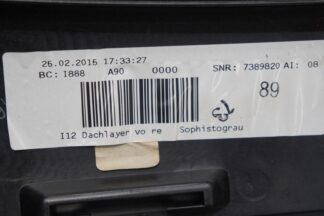 26.02.2016 17:33:27
BC: I888 A90 0000 SNR: 7389820 AI: 08
89
I12 Dachlayer vo re Sophistograu